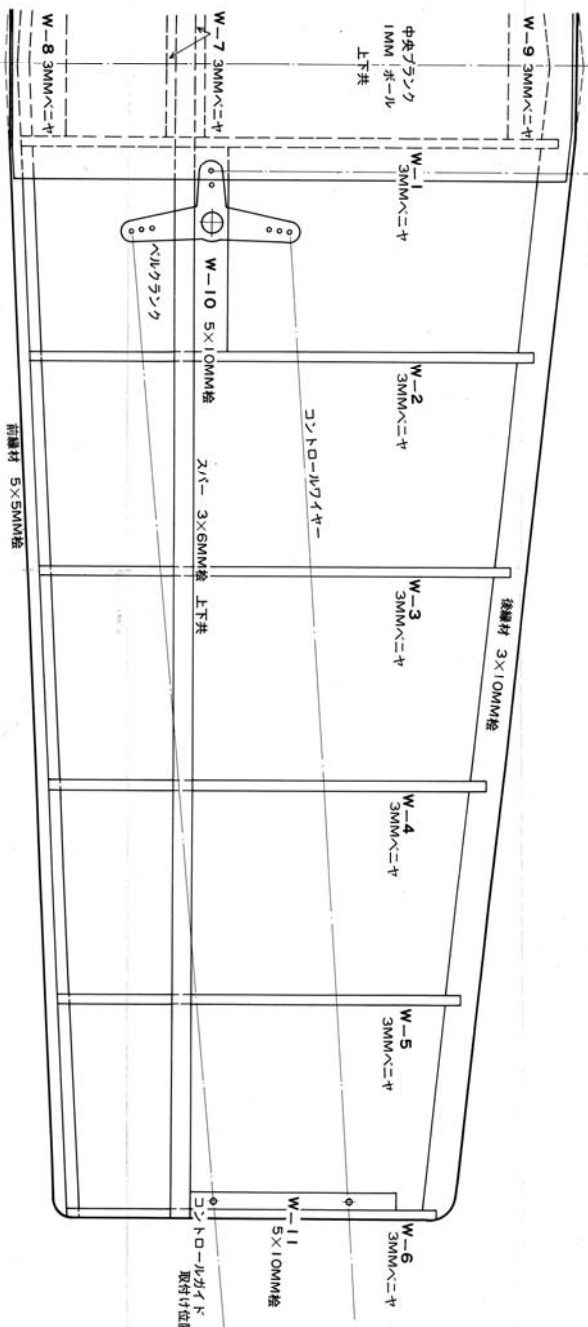 W-9 3MMベニヤ
中央プランク
1MM ボール
上下共
W-7 3MMベニヤ
W-8 3MMベニヤ
W-1
3MMベニヤ
ベルクランク
W-10 5×10MM桧
W-2
3MMベニヤ
コントロールワイヤー
スパー 3×6MM桧 上下共
前縁材 5×5MM桧
W-3
3MMベニヤ
後縁材 3×10MM桧
W-4
3MMベニヤ
W-5
3MMベニヤ
W-6
3MMベニヤ
W-11
5×10MM桧
コントロールガイド
取付け位